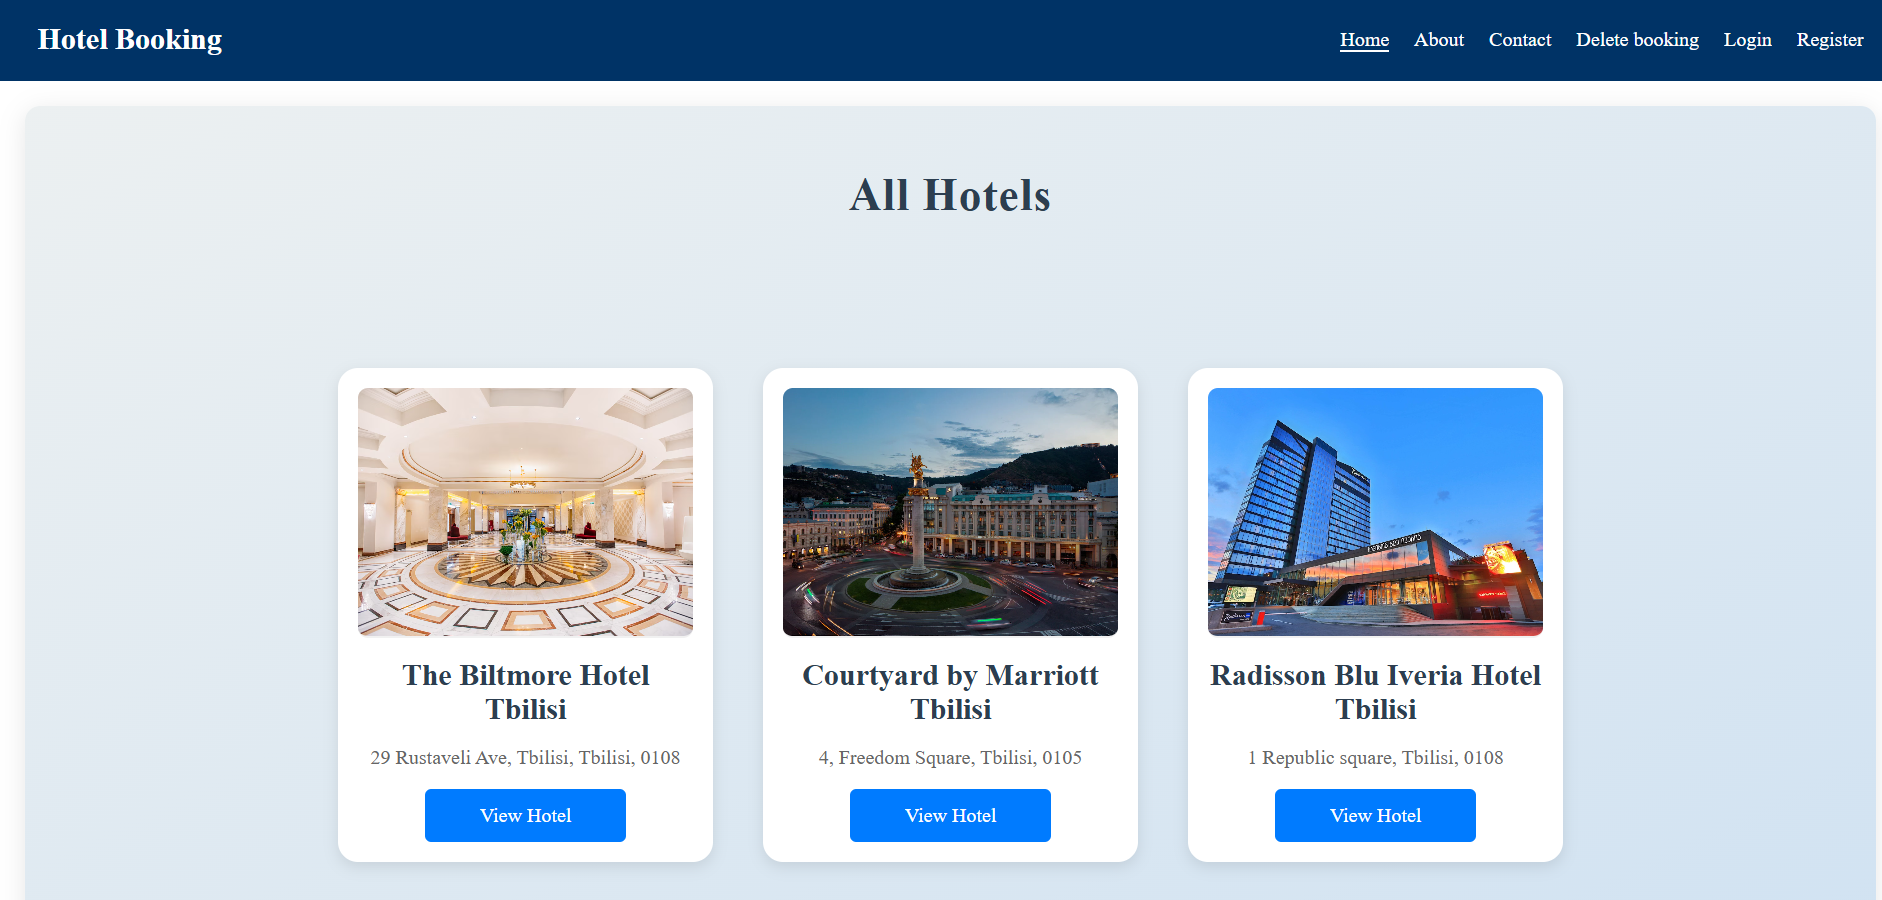 Hotel Booking
Home About Contact Delete booking Login Register
All Hotels
The Biltmore Hotel
Tbilisi
29 Rustaveli Ave, Tbilisi, Tbilisi, 0108
View Hotel
Courtyard by Marriott
Tbilisi
4, Freedom Square, Tbilisi, 0105
View Hotel
Radisson Blu Iveria Hotel
Tbilisi
1 Republic square, Tbilisi, 0108
View Hotel